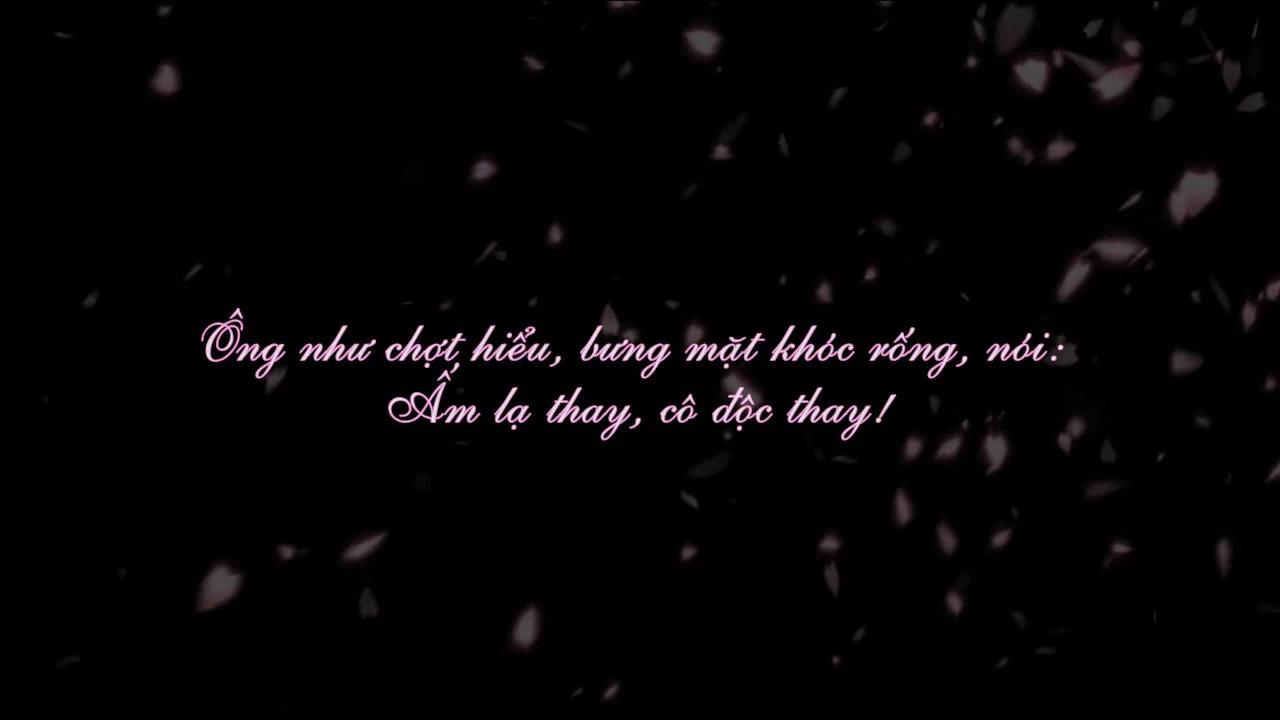 Ông như chợt hiểu, bưng mặt khóc rống, nói:
Ấm lạ thay, cô độc thay!